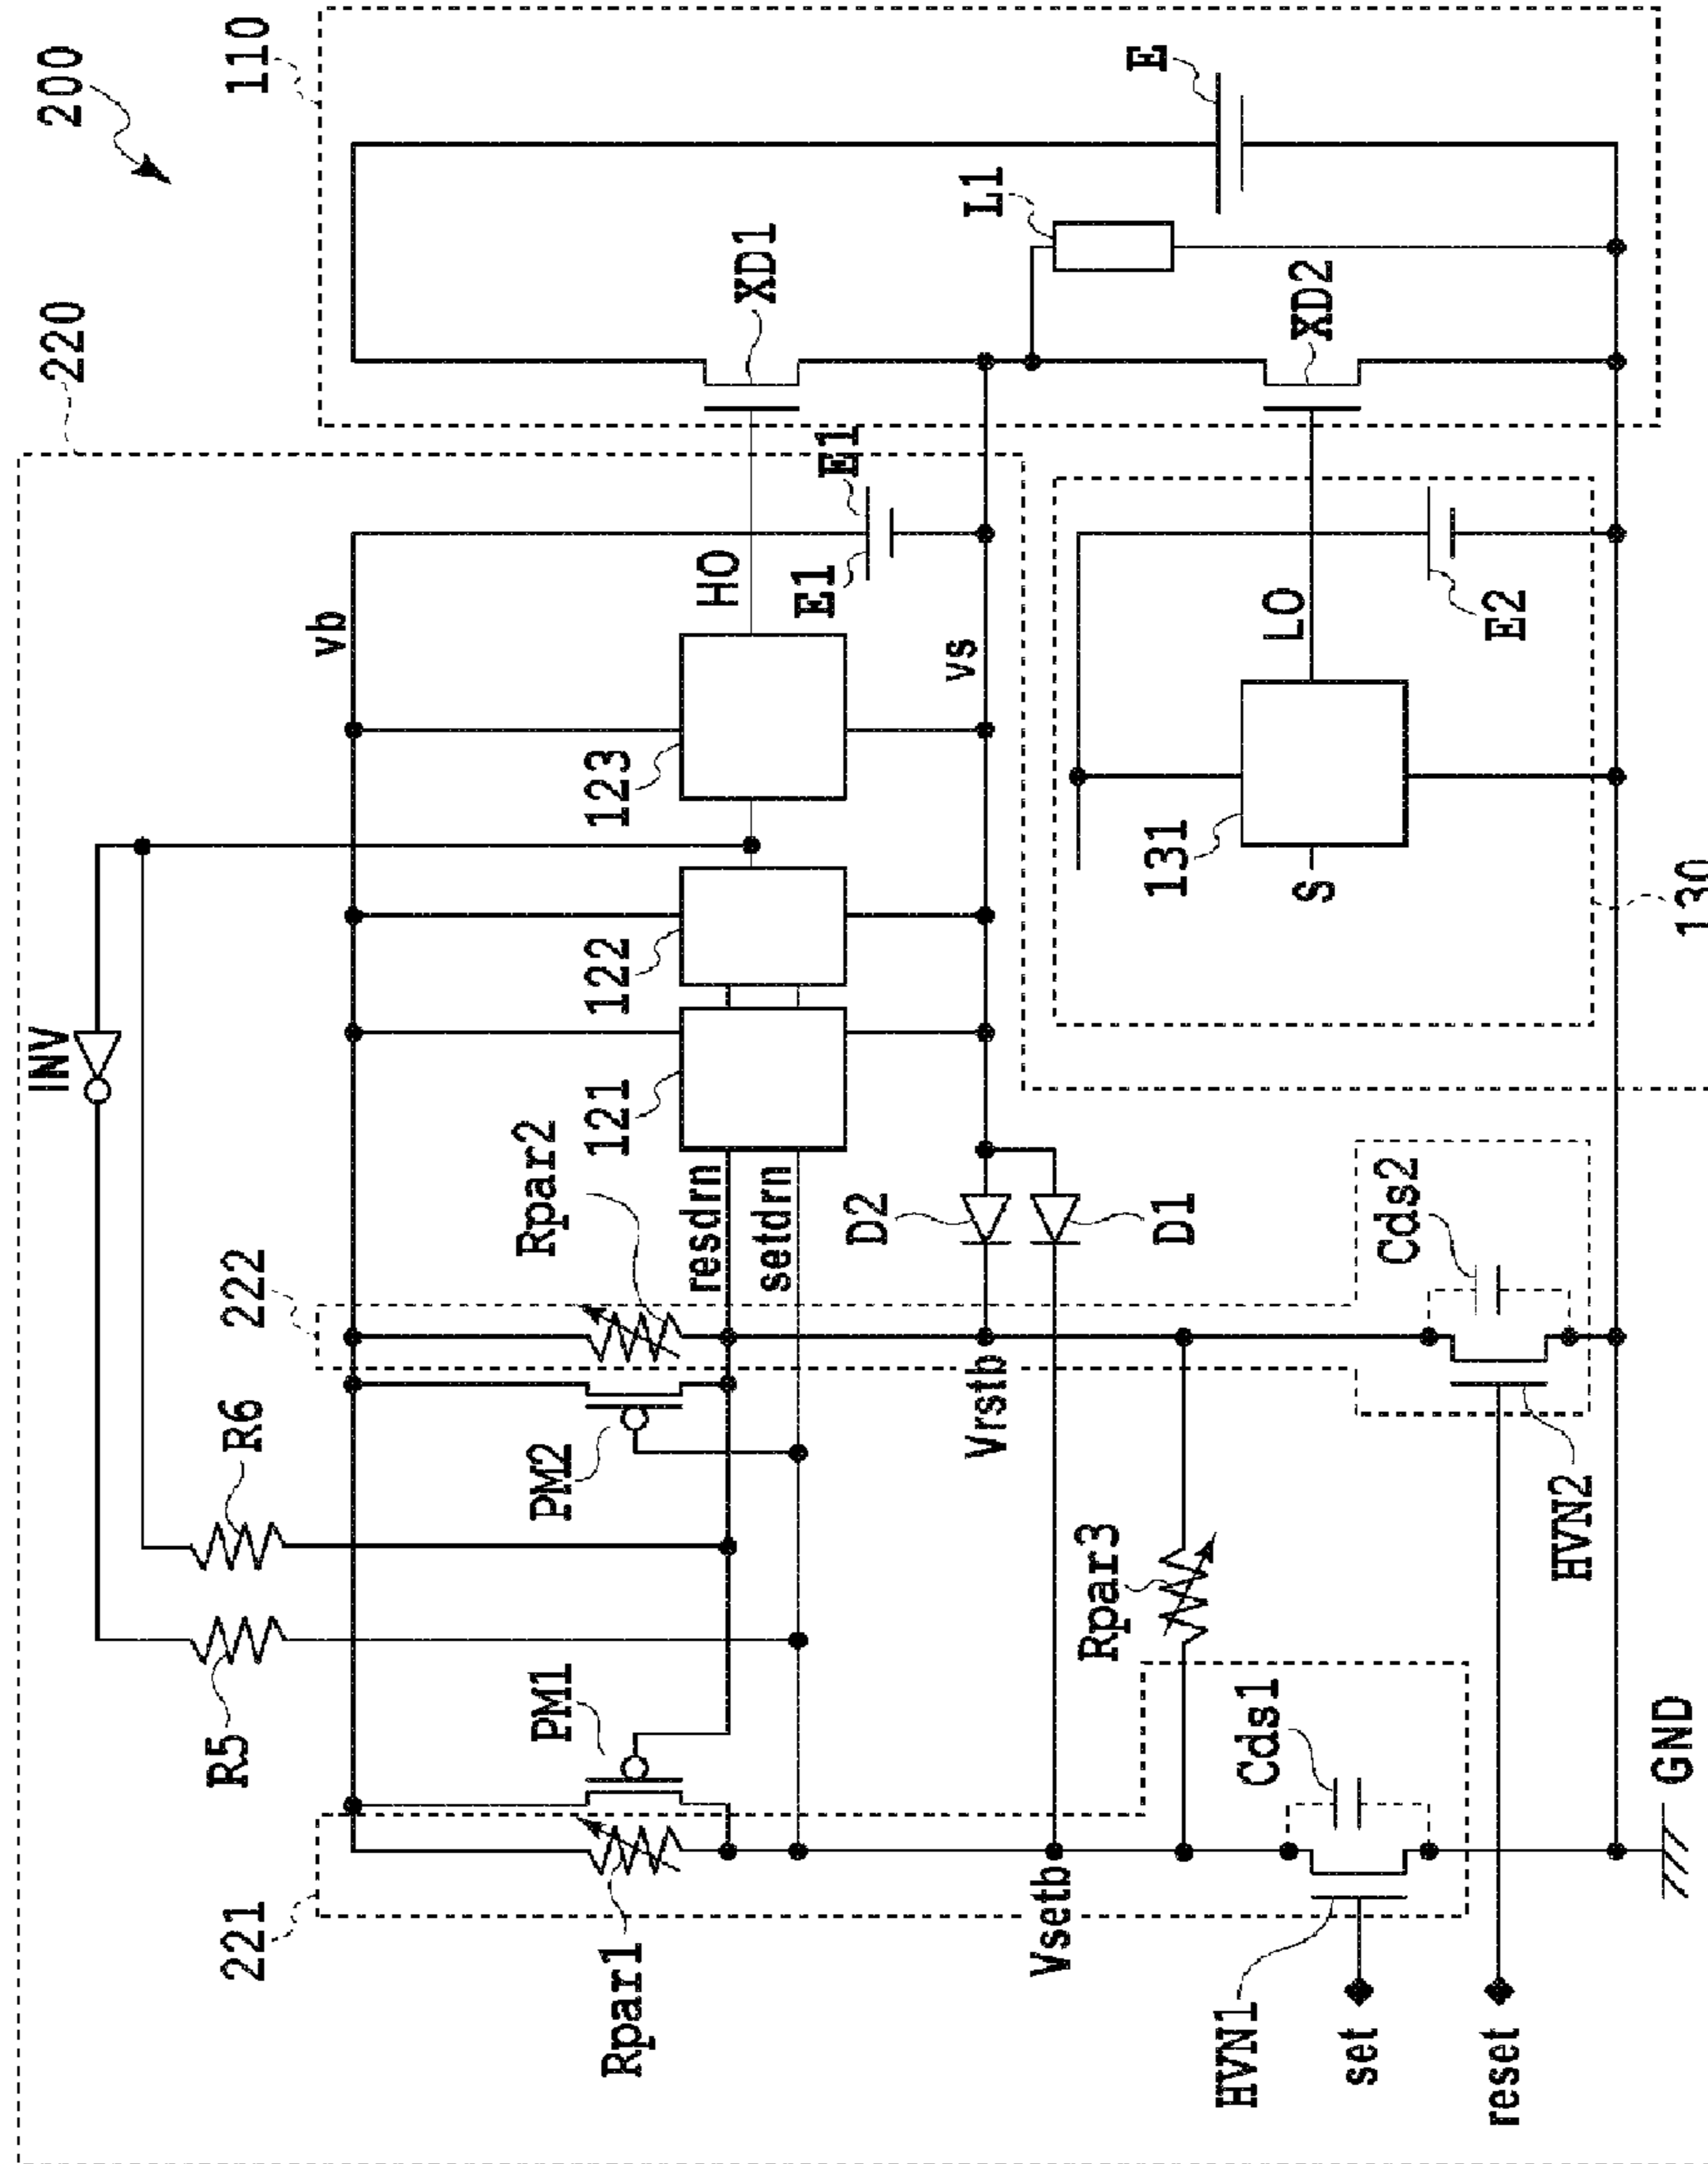 200
220
110
INV
vb
R6
R5
222
221
Rpar2
PM2
PM1
Rpar1
121
122
123
HO
E1
E1
XD1
E
resdrn
setdrn
vs
D2
D1
Vrstb
Vsetb
Rpar3
L1
XD2
LO
E2
131
S
130
Cds2
Cds1
HVN2
HVN1
set
reset
GND